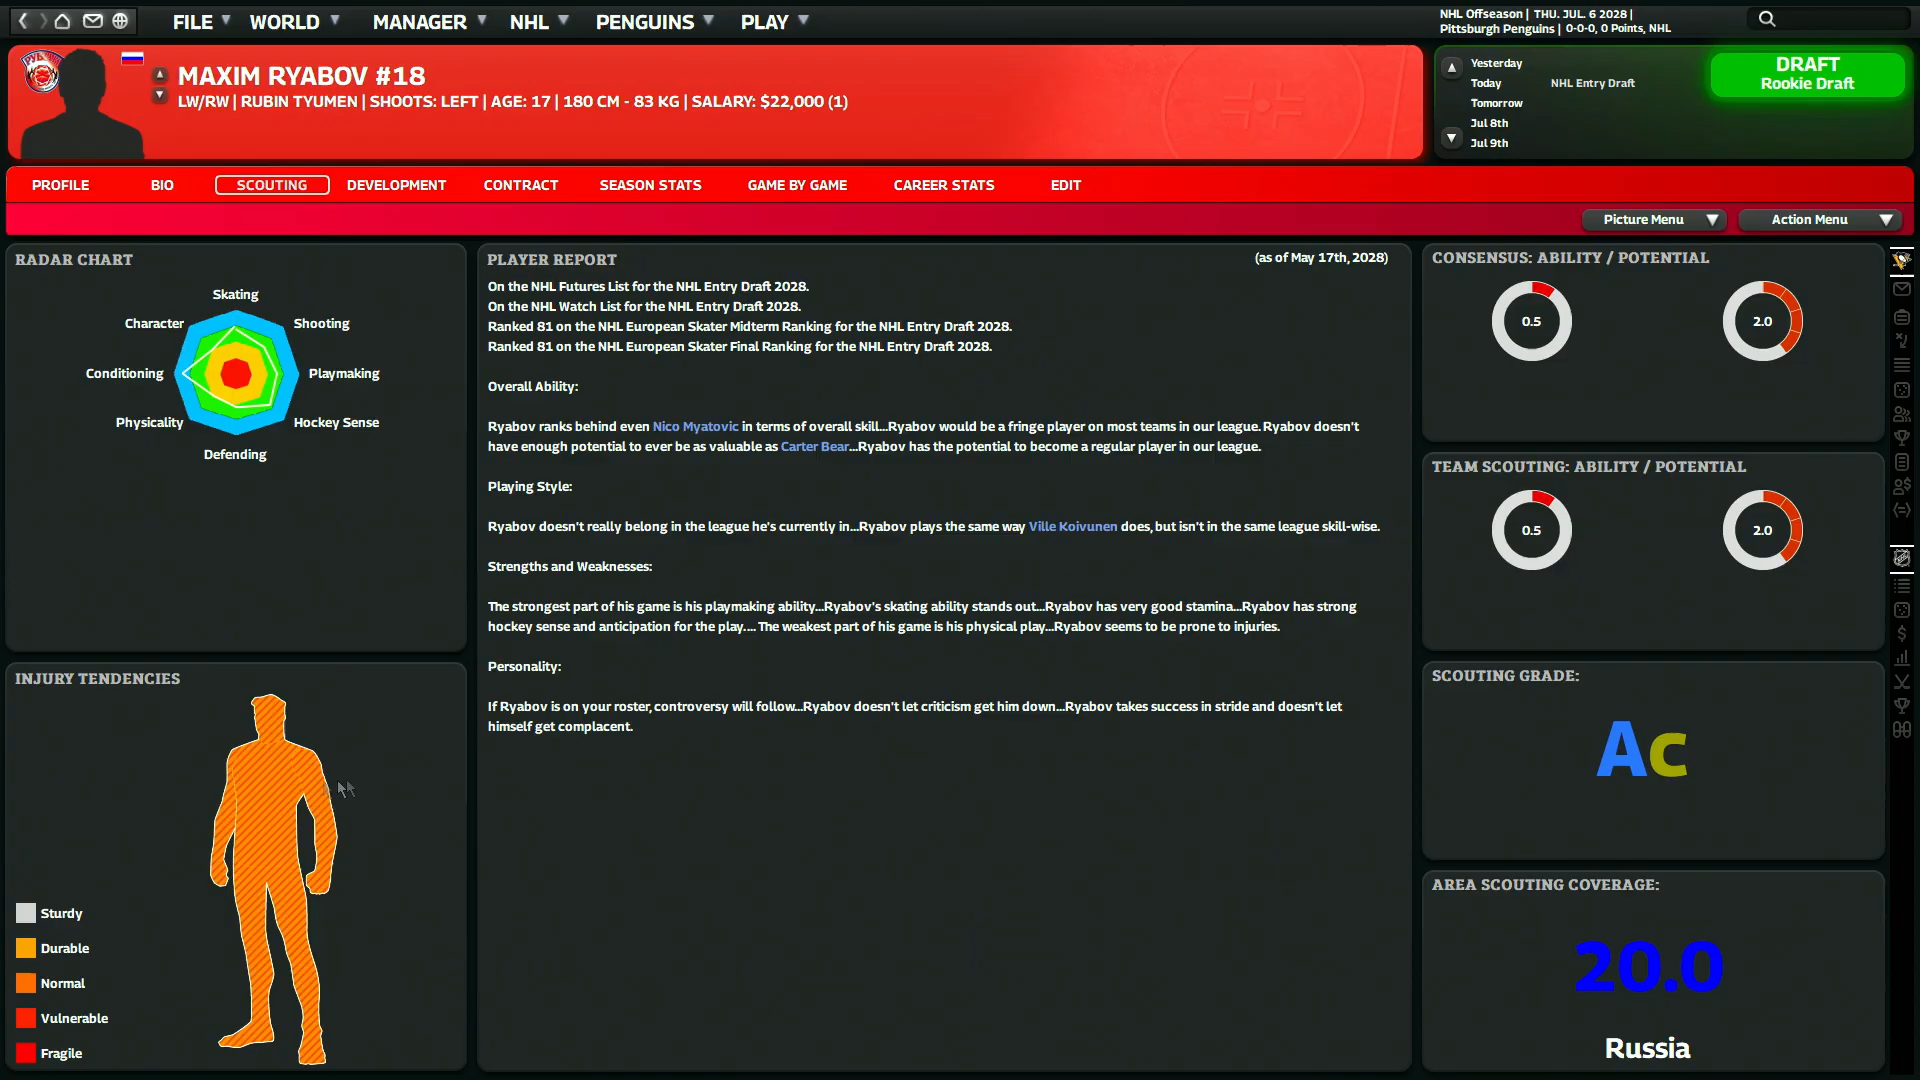 FILE WORLD MANAGER NHL PENGUINS PLAY
NHL Offseason | THU. JUL. 6 2028 |
Pittsburgh Penguins | 0-0-0, 0 Points, NHL
MAXIM RYABOV #18
LW/RW | RUBIN TYUMEN | SHOOTS: LEFT | AGE: 17 | 180 CM - 83 KG | SALARY: $22,000 (1)
Yesterday
Today NHL Entry Draft
Tomorrow
Jul 8th
Jul 9th
DRAFT
Rookie Draft
PROFILE BIO SCOUTING DEVELOPMENT CONTRACT SEASON STATS GAME BY GAME CAREER STATS EDIT
Picture Menu Action Menu
RADAR CHART
Skating
Character Shooting
Conditioning Playmaking
Physicality Hockey Sense
Defending
INJURY TENDENCIES
Sturdy
Durable
Normal
Vulnerable
Fragile
PLAYER REPORT (as of May 17th, 2028)
On the NHL Futures List for the NHL Entry Draft 2028.
On the NHL Watch List for the NHL Entry Draft 2028.
Ranked 81 on the NHL European Skater Midterm Ranking for the NHL Entry Draft 2028.
Ranked 81 on the NHL European Skater Final Ranking for the NHL Entry Draft 2028.
Overall Ability:
Ryabov ranks behind even Nico Myatovic in terms of overall skill...Ryabov would be a fringe player on most teams in our league. Ryabov doesn't
have enough potential to ever be as valuable as Carter Bear...Ryabov has the potential to become a regular player in our league.
Playing Style:
Ryabov doesn't really belong in the league he's currently in...Ryabov plays the same way Ville Koivunen does, but isn't in the same league skill-wise.
Strengths and Weaknesses:
The strongest part of his game is his playmaking ability...Ryabov's skating ability stands out...Ryabov has very good stamina...Ryabov has strong
hockey sense and anticipation for the play.... The weakest part of his game is his physical play...Ryabov seems to be prone to injuries.
Personality:
If Ryabov is on your roster, controversy will follow...Ryabov doesn't let criticism get him down...Ryabov takes success in stride and doesn't let
himself get complacent.
CONSENSUS: ABILITY / POTENTIAL
0.5 2.0
TEAM SCOUTING: ABILITY / POTENTIAL
0.5 2.0
SCOUTING GRADE:
Ac
AREA SCOUTING COVERAGE:
20.0
Russia